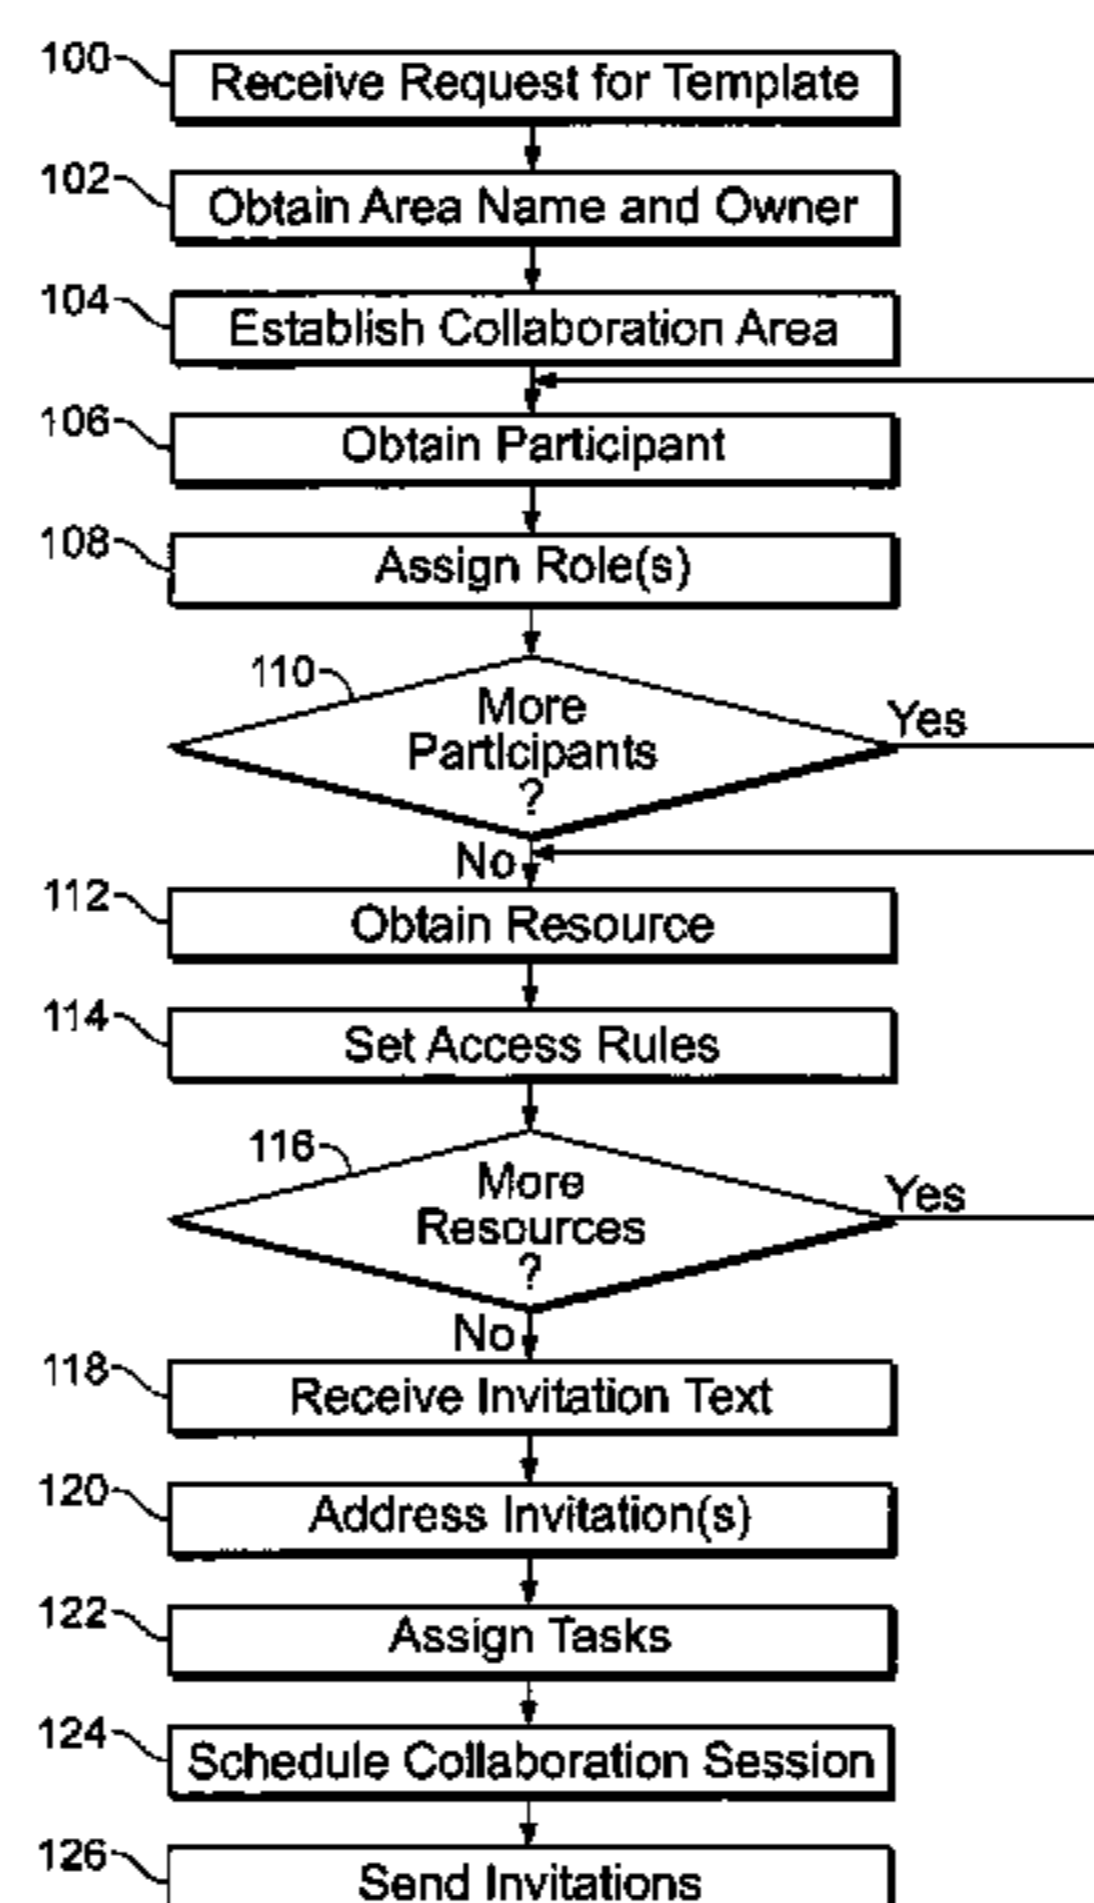 100
Receive Request for Template
102
Obtain Area Name and Owner
104
Establish Collaboration Area
106
Obtain Participant
108
Assign Role(s)
110
More
Participants
?
Yes
No
112
Obtain Resource
114
Set Access Rules
116
More
Resources
?
Yes
No
118
Receive Invitation Text
120
Address Invitation(s)
122
Assign Tasks
124
Schedule Collaboration Session
126
Send Invitations